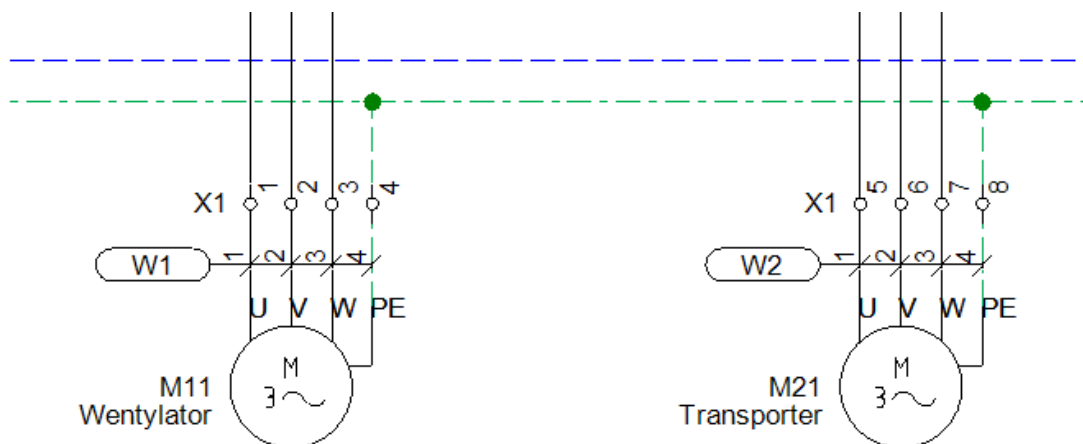 1 2 3 4
X1
W1
1 2 3 4
U V W PE
M
3
M11
Wentylator
5 6 7 8
X1
W2
1 2 3 4
U V W PE
M
3
M21
Transporter